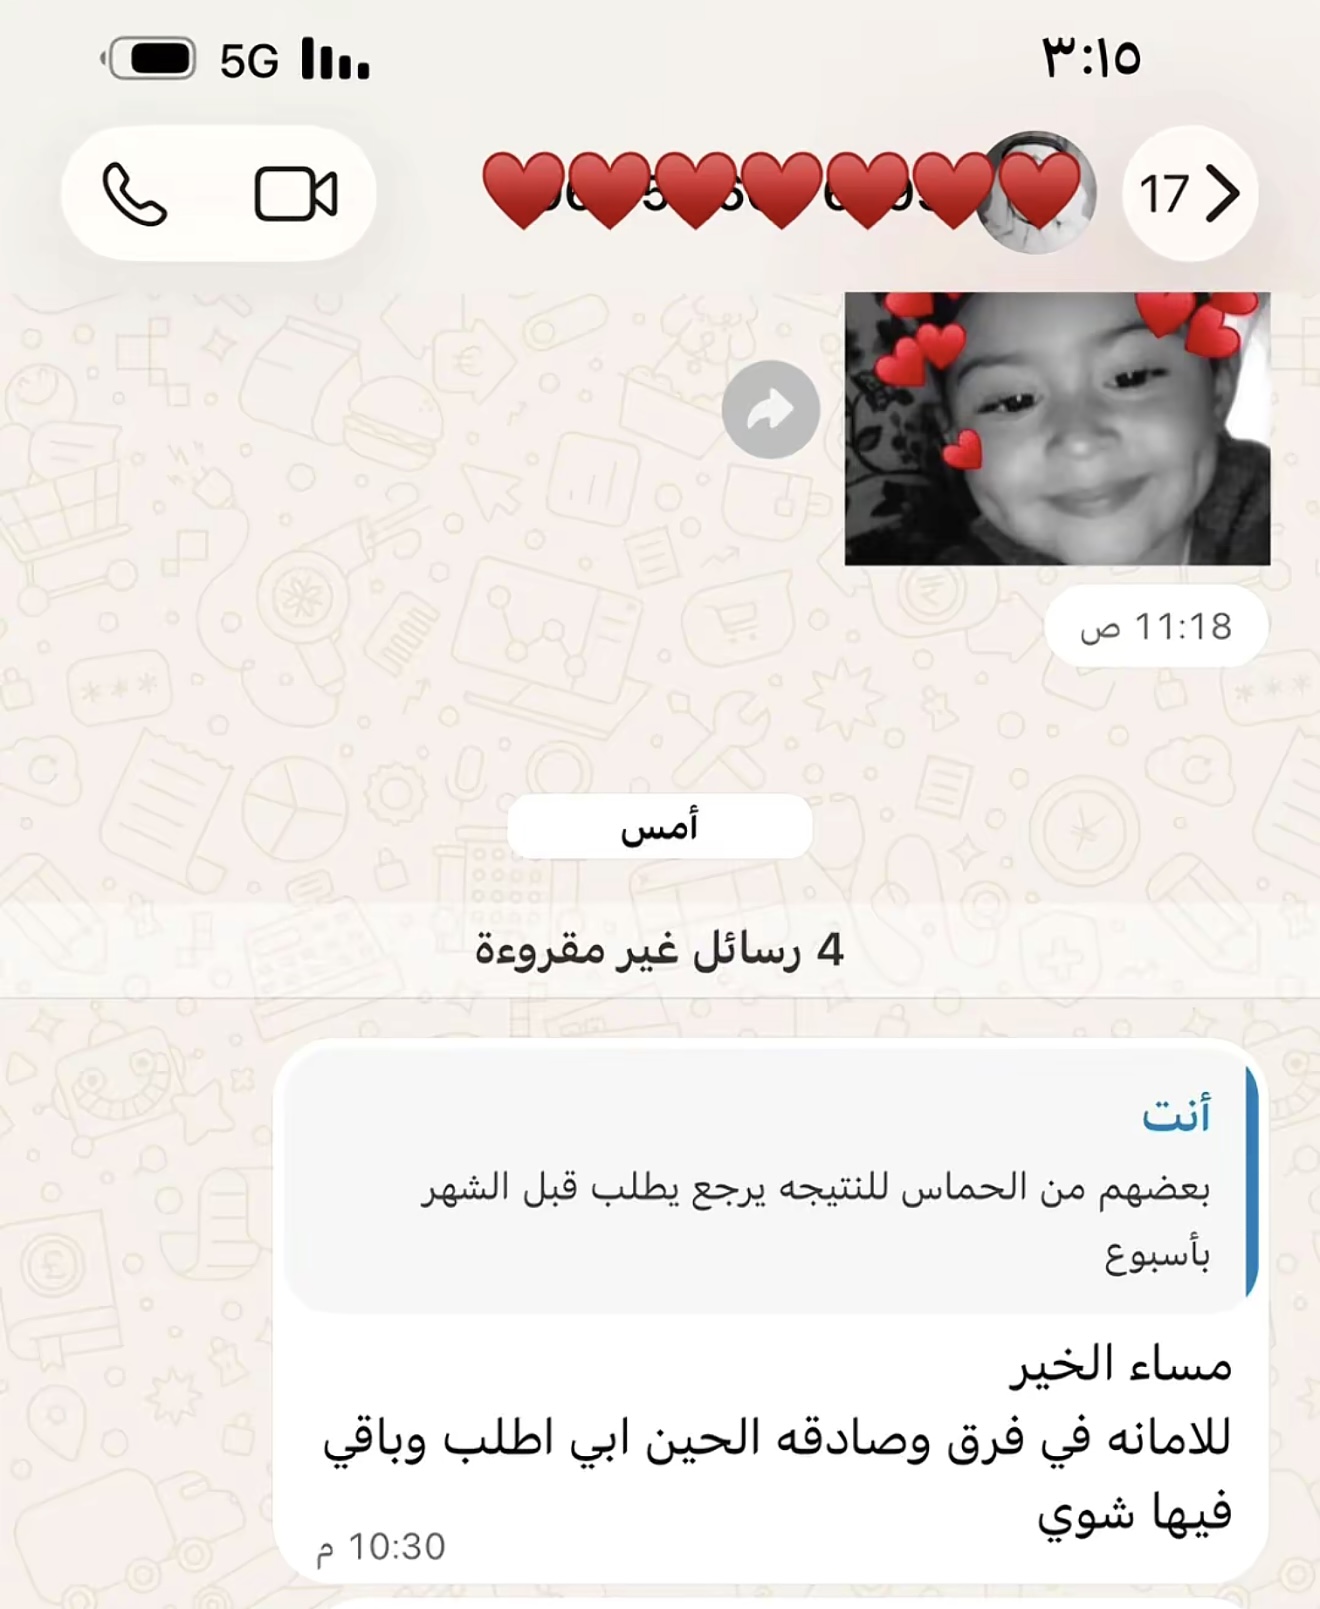 ٣:١٥
5G
17
11:18 ص
أمس
4 رسائل غير مقروءة
أنت
بعضهم من الحماس للنتيجه يرجع يطلب قبل الشهر
بأسبوع
مساء الخير
للامانه في فرق وصادقه الحين ابي اطلب وباقي
فيها شوي
10:30 م